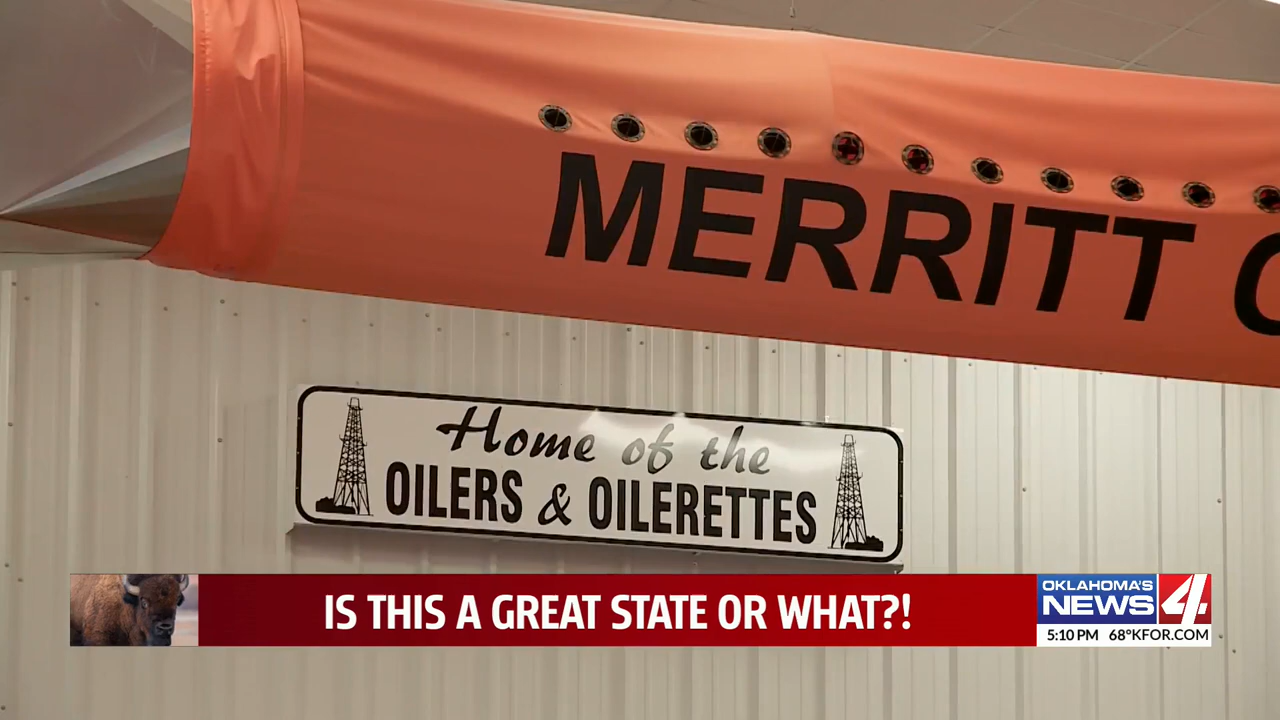 MERRITT
Home of the
OILERS & OILERETTES
IS THIS A GREAT STATE OR WHAT?!
OKLAHOMA'S
NEWS 4
5:10 PM 68° KFOR.COM